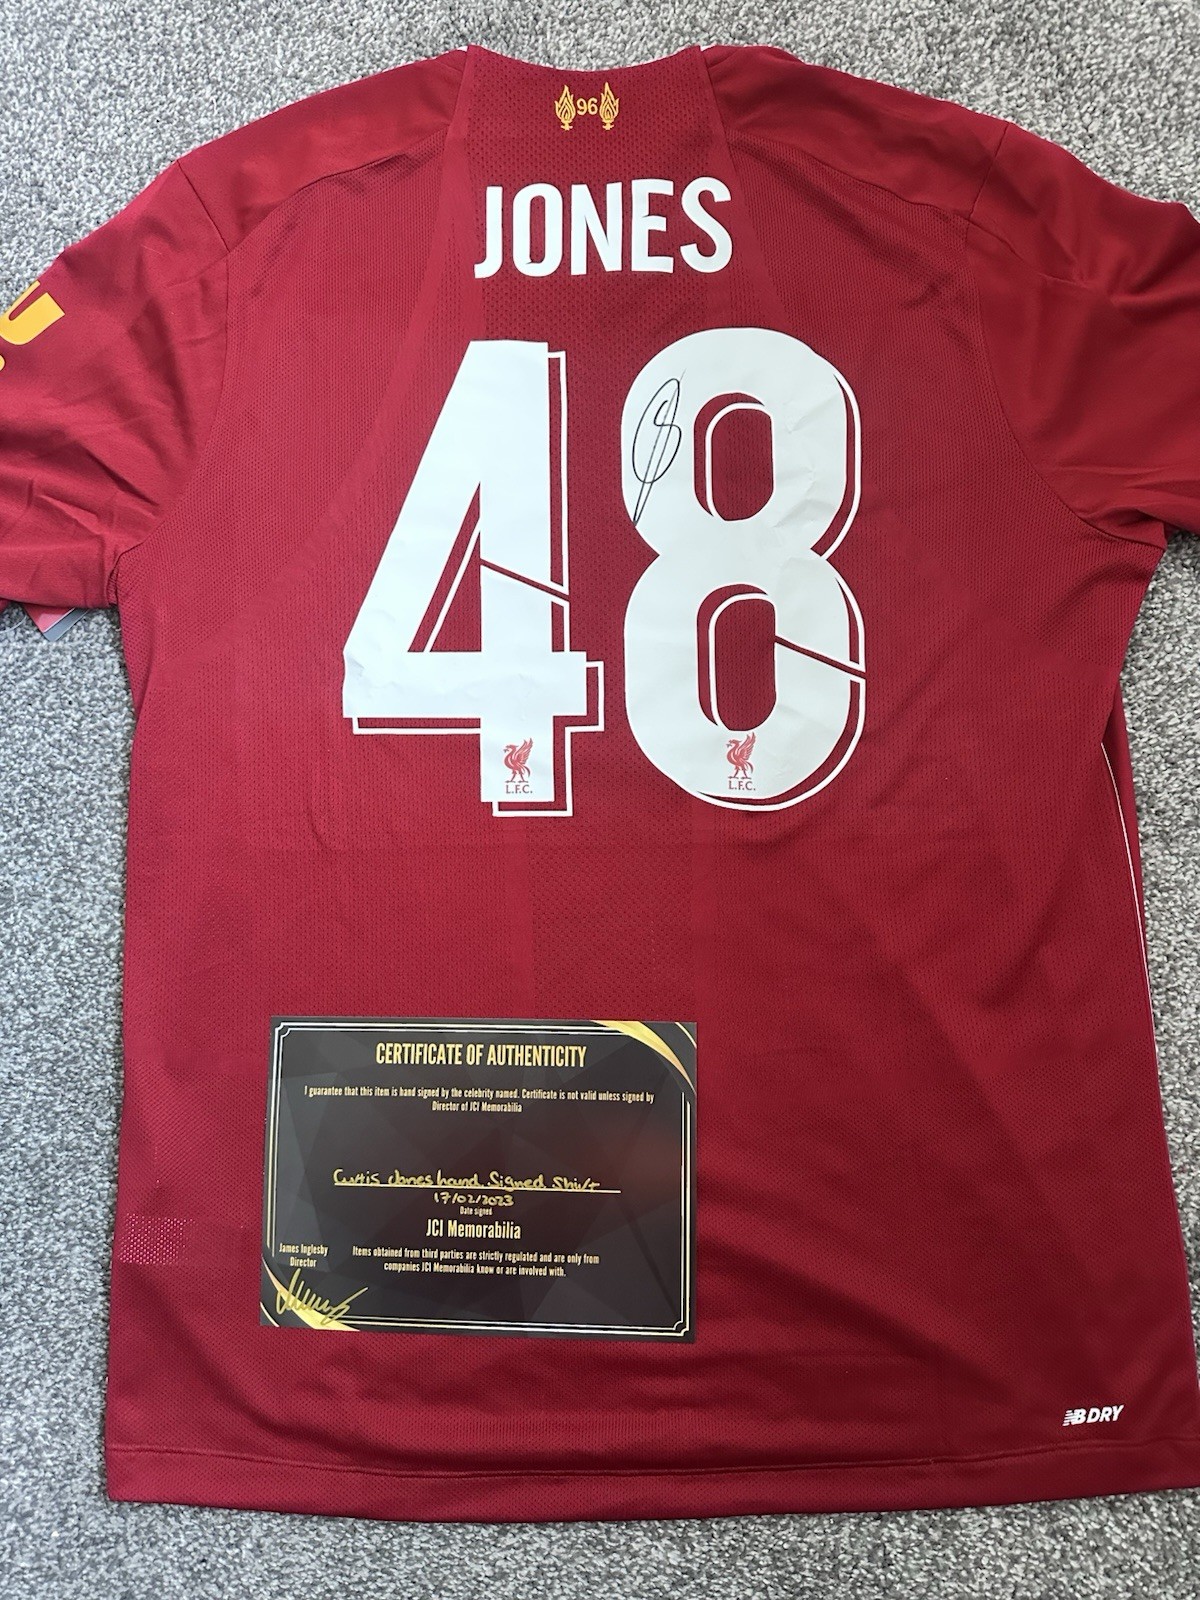 96
JONES
48
L.F.C. L.F.C.
CERTIFICATE OF AUTHENTICITY
I guarantee that this item is hand signed by the celebrity named. Certificate is not valid unless signed by
Director of JCI Memorabilia
Curtis Jones hand Signed Shirt
17/02/2023
Date signed
JCI Memorabilia
James Inglesby
Director
Items obtained from third parties are strictly regulated and are only from
companies JCI Memorabilia know or are involved with.
NB DRY